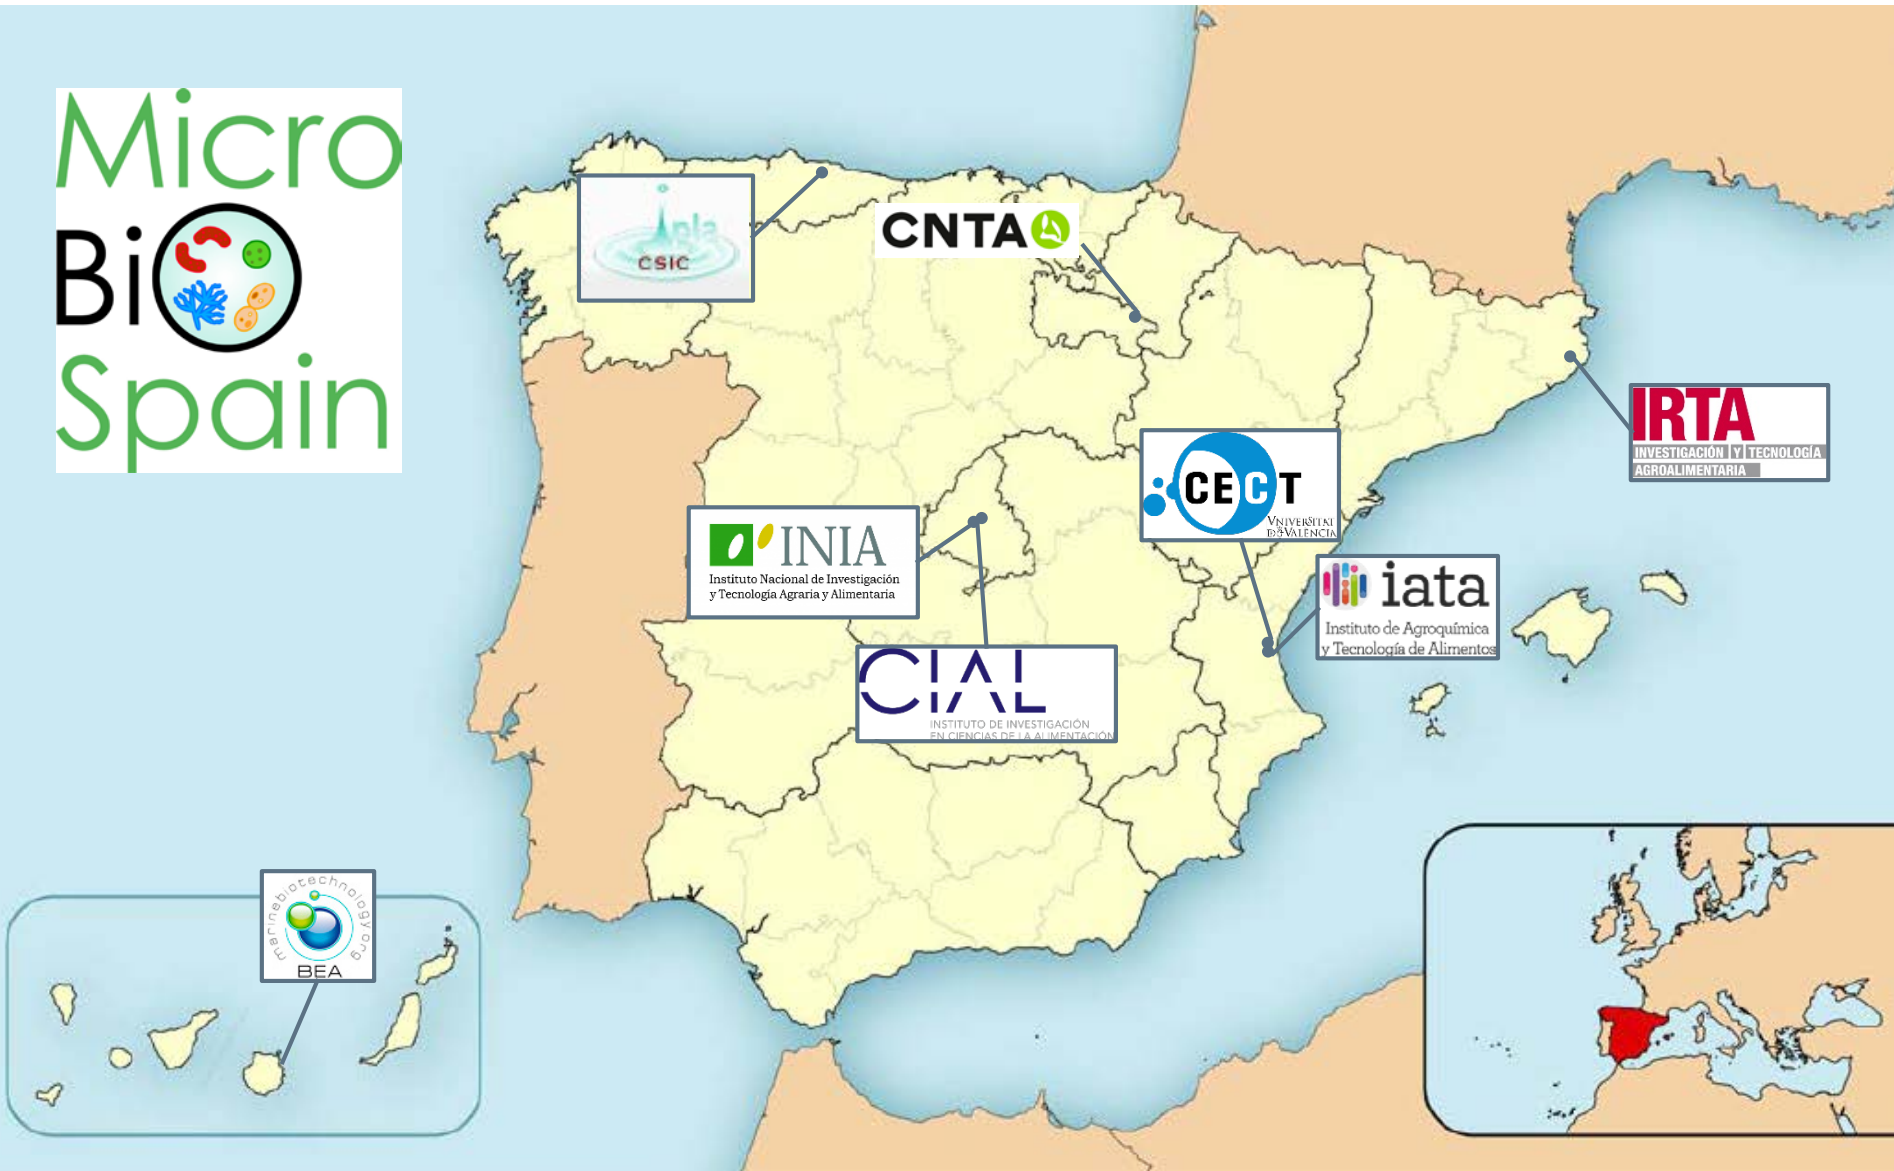 Micro
Bi
Spain
ipla
CSIC
CNTA
IRTA
INVESTIGACIÓN Y TECNOLOGÍA
AGROALIMENTARIA
CECT
VNIVERSITAT
DE VALÈNCIA
INIA
Instituto Nacional de Investigación
y Tecnología Agraria y Alimentaria
iata
Instituto de Agroquímica
y Tecnología de Alimentos
CIAL
INSTITUTO DE INVESTIGACIÓN
EN CIENCIAS DE LA ALIMENTACIÓN
marinebiotechnology.org
BEA